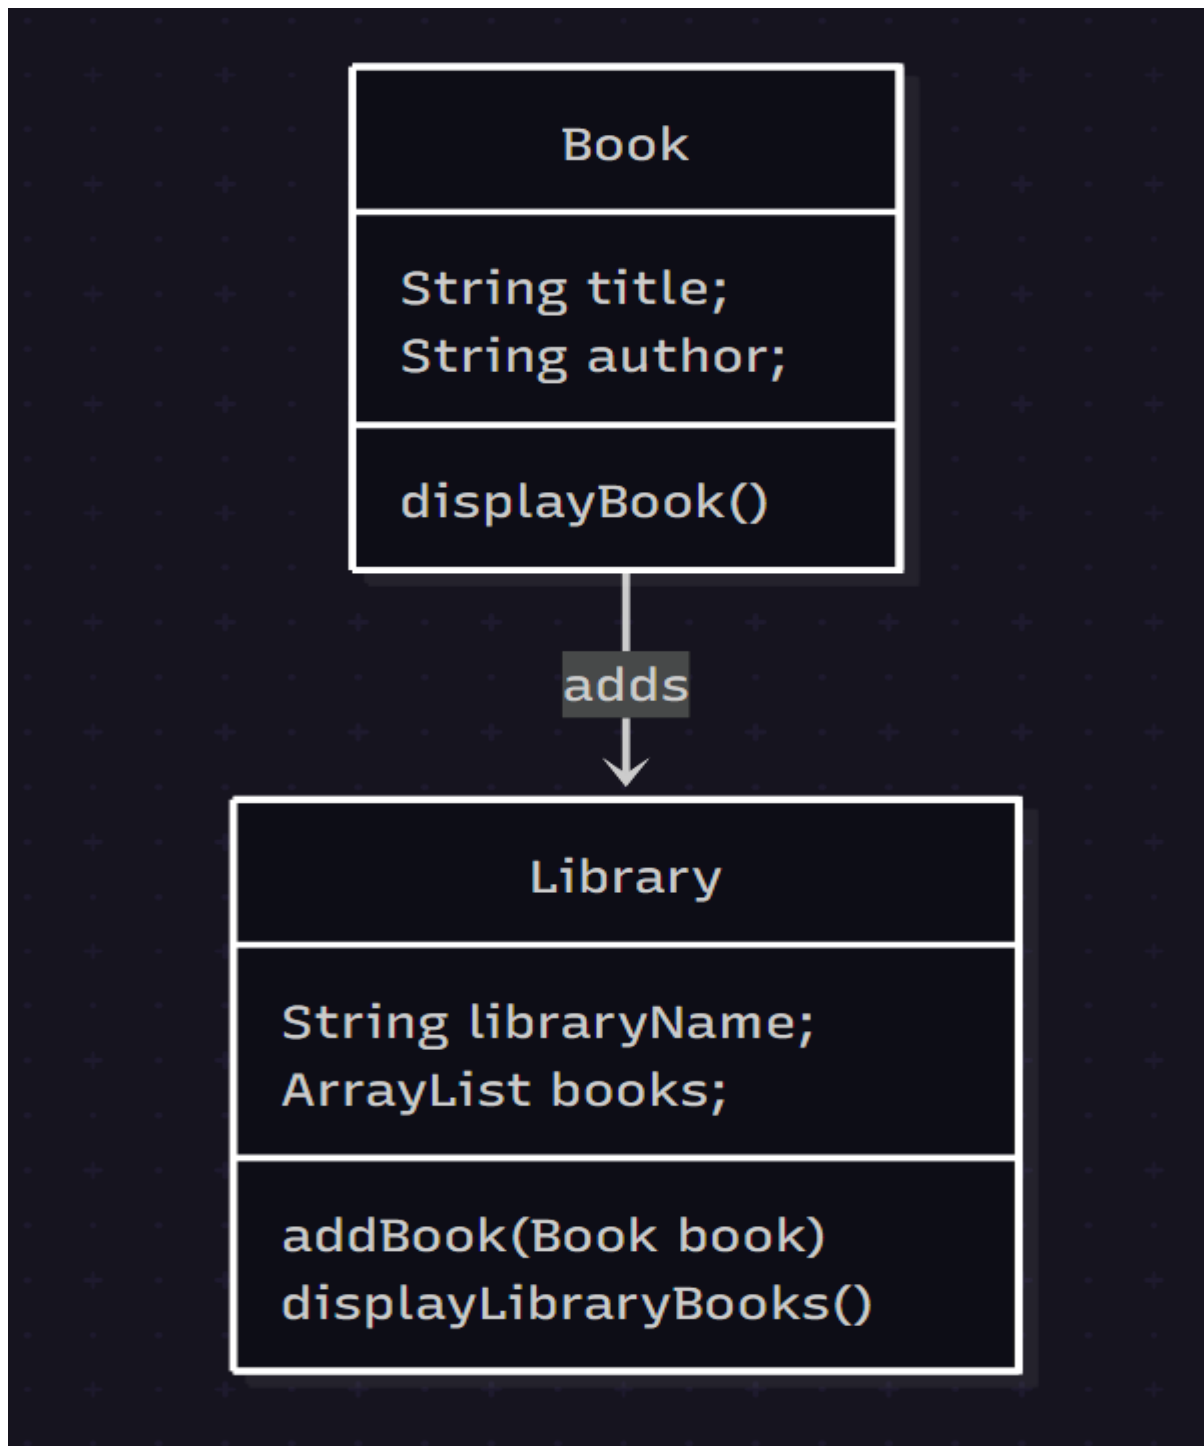 Book
String title;
String author;
displayBook()
adds
Library
String libraryName;
ArrayList books;
addBook(Book book)
displayLibraryBooks()